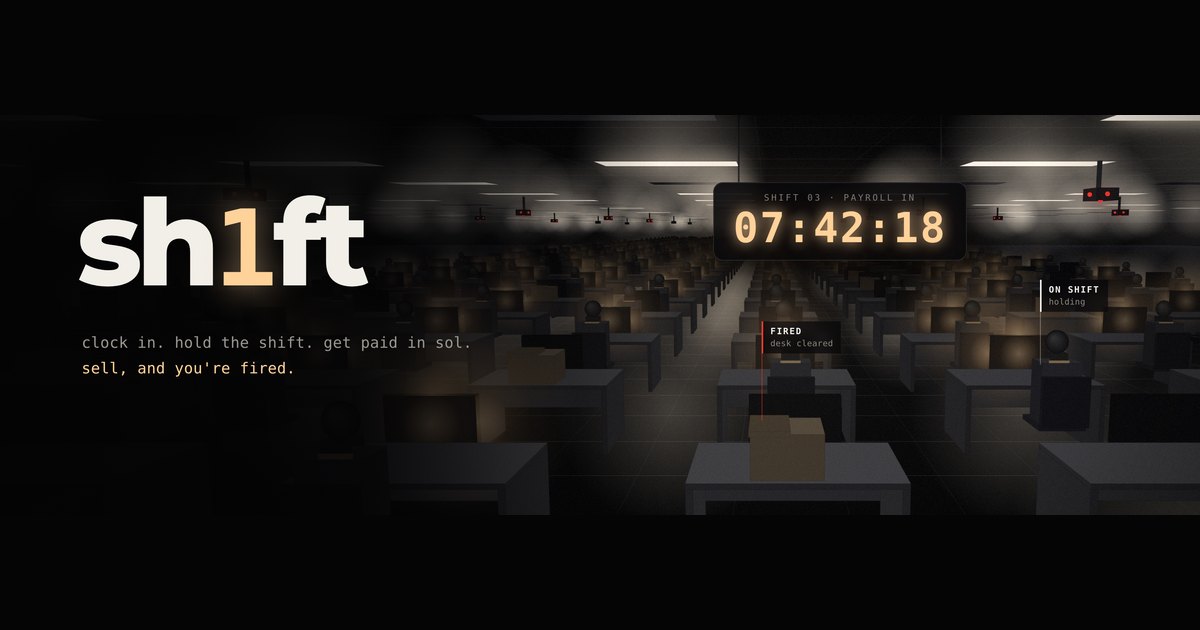 sh1ft
clock in. hold the shift. get paid in sol.
sell, and you're fired.
SHIFT 03 · PAYROLL IN
07:42:18
ON SHIFT
holding
FIRED
desk cleared